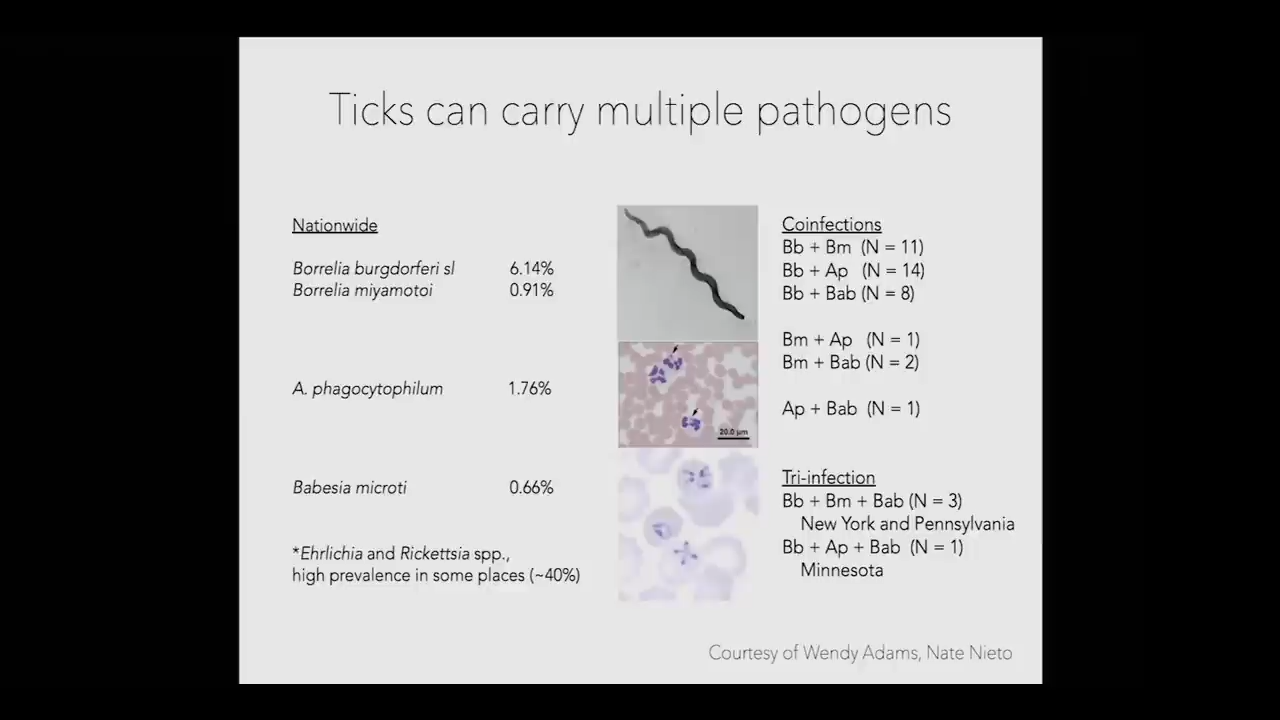 Ticks can carry multiple pathogens
Nationwide
Borrelia burgdorferi sl 6.14%
Borrelia miyamotoi 0.91%
A. phagocytophilum 1.76%
Babesia microti 0.66%
*Ehrlichia and Rickettsia spp.,
high prevalence in some places (~40%)
20.0 µm
Coinfections
Bb + Bm (N = 11)
Bb + Ap (N = 14)
Bb + Bab (N = 8)
Bm + Ap (N = 1)
Bm + Bab (N = 2)
Ap + Bab (N = 1)
Tri-infection
Bb + Bm + Bab (N = 3)
New York and Pennsylvania
Bb + Ap + Bab (N = 1)
Minnesota
Courtesy of Wendy Adams, Nate Nieto